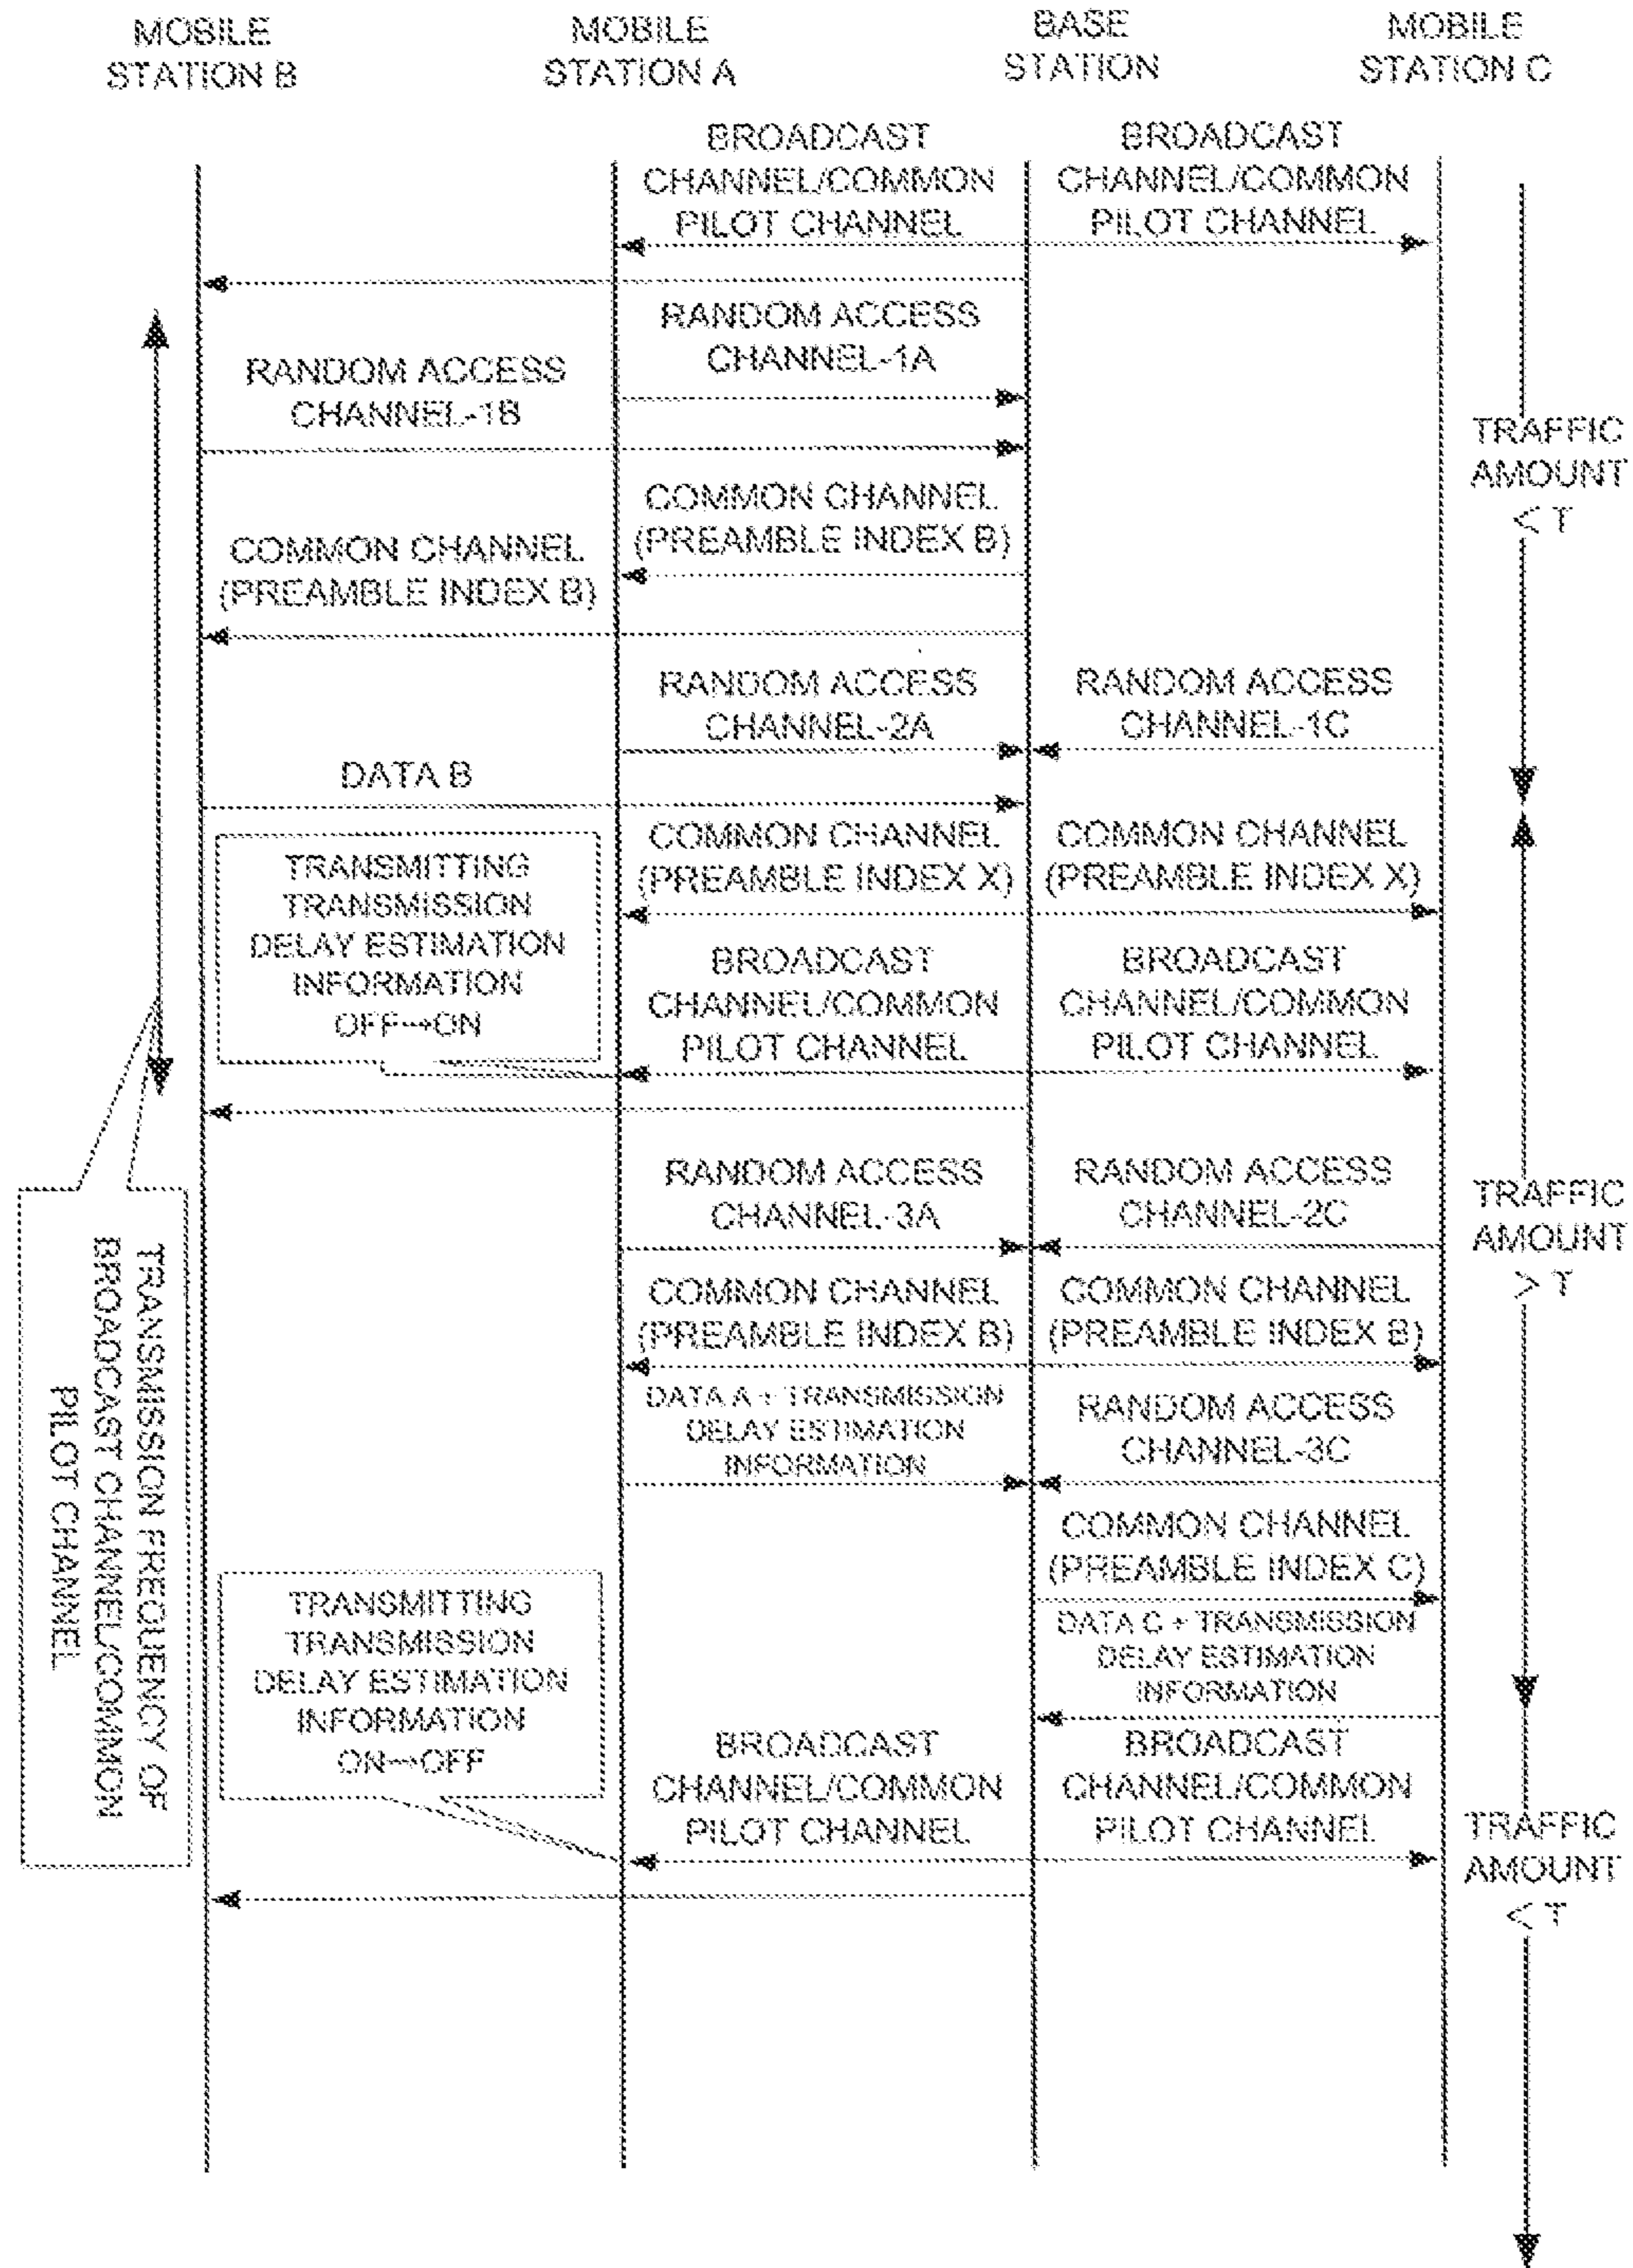 MOBILE
STATION B
MOBILE
STATION A
BASE
STATION
MOBILE
STATION C
BROADCAST
CHANNEL/COMMON
PILOT CHANNEL
BROADCAST
CHANNEL/COMMON
PILOT CHANNEL
RANDOM ACCESS
CHANNEL-1A
RANDOM ACCESS
CHANNEL-1B
TRAFFIC
AMOUNT
< T
COMMON CHANNEL
(PREAMBLE INDEX B)
COMMON CHANNEL
(PREAMBLE INDEX B)
RANDOM ACCESS
CHANNEL-2A
RANDOM ACCESS
CHANNEL-1C
DATA B
COMMON CHANNEL
(PREAMBLE INDEX X)
COMMON CHANNEL
(PREAMBLE INDEX X)
TRANSMITTING
TRANSMISSION
DELAY ESTIMATION
INFORMATION
OFF→ON
BROADCAST
CHANNEL/COMMON
PILOT CHANNEL
BROADCAST
CHANNEL/COMMON
PILOT CHANNEL
RANDOM ACCESS
CHANNEL-3A
RANDOM ACCESS
CHANNEL-2C
TRAFFIC
AMOUNT
> T
TRANSMISSION FREQUENCY OF
BROADCAST CHANNEL/COMMON
PILOT CHANNEL
COMMON CHANNEL
(PREAMBLE INDEX B)
COMMON CHANNEL
(PREAMBLE INDEX B)
DATA A + TRANSMISSION
DELAY ESTIMATION
INFORMATION
RANDOM ACCESS
CHANNEL-3C
COMMON CHANNEL
(PREAMBLE INDEX C)
TRANSMITTING
TRANSMISSION
DELAY ESTIMATION
INFORMATION
ON→OFF
DATA C + TRANSMISSION
DELAY ESTIMATION
INFORMATION
BROADCAST
CHANNEL/COMMON
PILOT CHANNEL
BROADCAST
CHANNEL/COMMON
PILOT CHANNEL
TRAFFIC
AMOUNT
< T